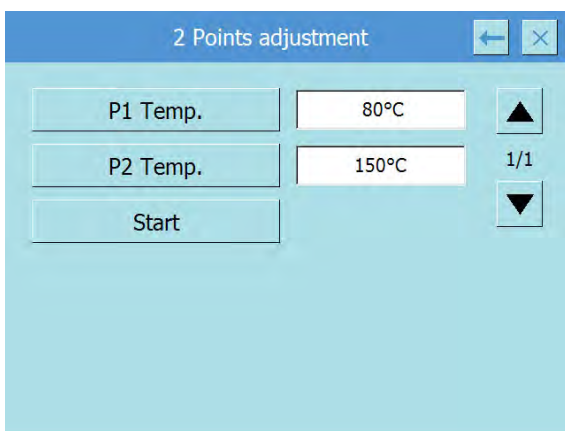 2 Points adjustment
P1 Temp. 80°C
P2 Temp. 150°C
1/1
Start